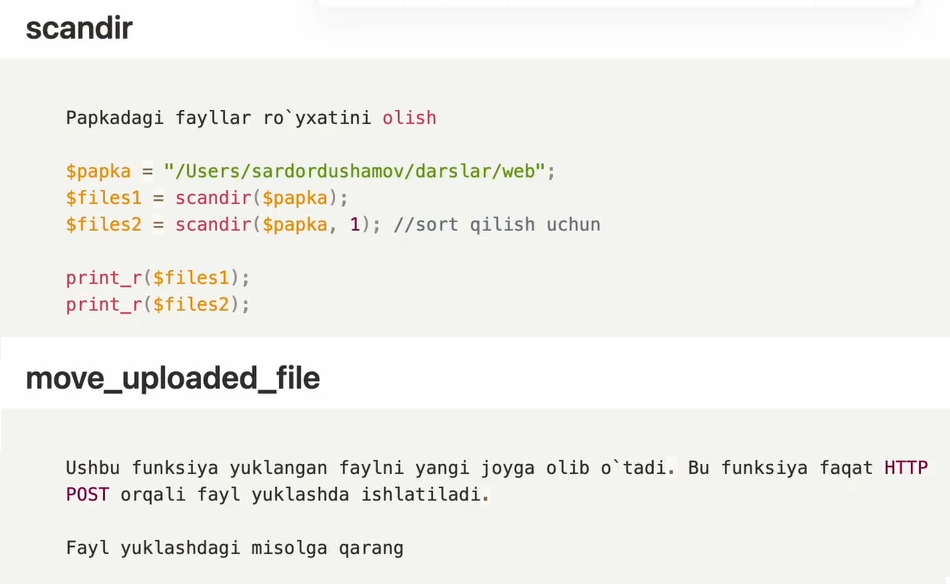 scandir
Papkadagi fayllar ro`yxatini olish
$papka = "/Users/sardordushamov/darslar/web";
$files1 = scandir($papka);
$files2 = scandir($papka, 1); //sort qilish uchun
print_r($files1);
print_r($files2);
move_uploaded_file
Ushbu funksiya yuklangan faylni yangi joyga olib o`tadi. Bu funksiya faqat HTTP
POST orqali fayl yuklashda ishlatiladi.
Fayl yuklashdagi misolga qarang